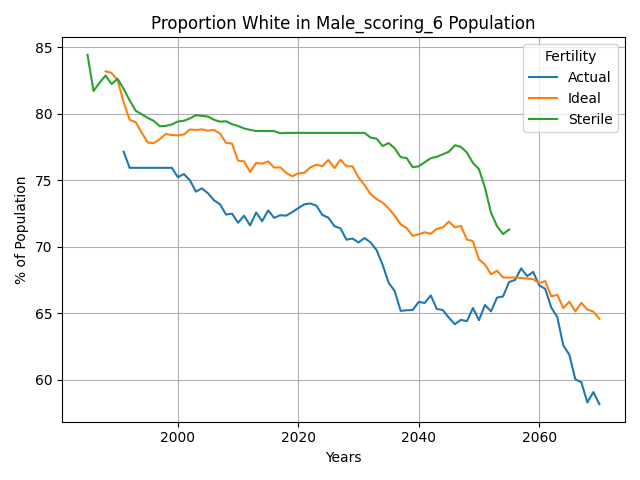 Proportion White in Male_scoring_6 Population
Fertility
Actual
Ideal
Sterile
% of Population
85
80
75
70
65
60
2000
2020
2040
2060
Years